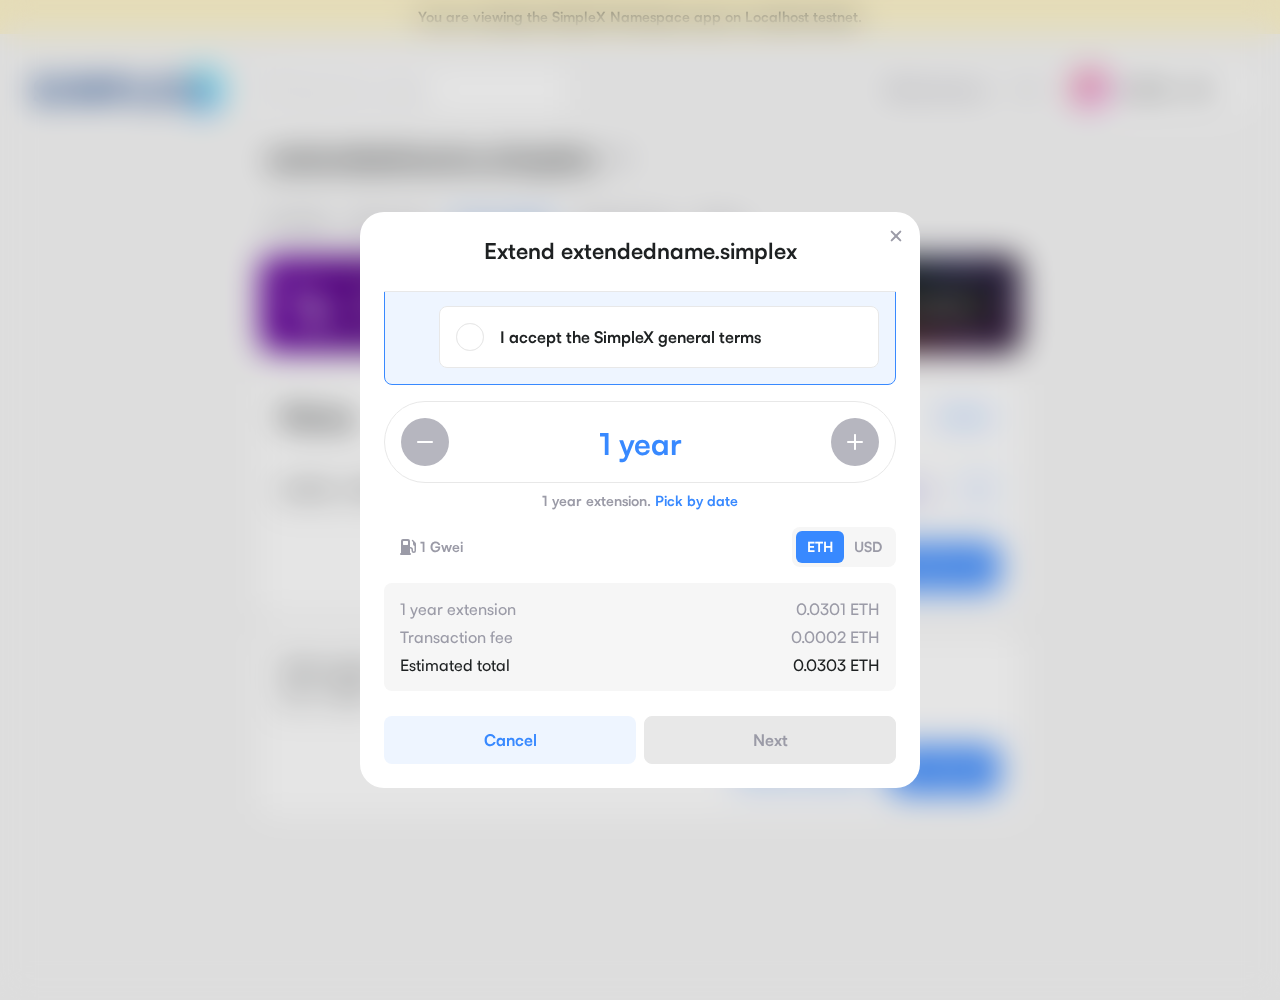 You are viewing the SimpleX Namespace app on Localhost testnet.
Extend extendedname.simplex
I accept the SimpleX general terms
1 year
1 year extension. Pick by date
1 Gwei
ETH USD
1 year extension 0.0301 ETH
Transaction fee 0.0002 ETH
Estimated total 0.0303 ETH
Cancel Next